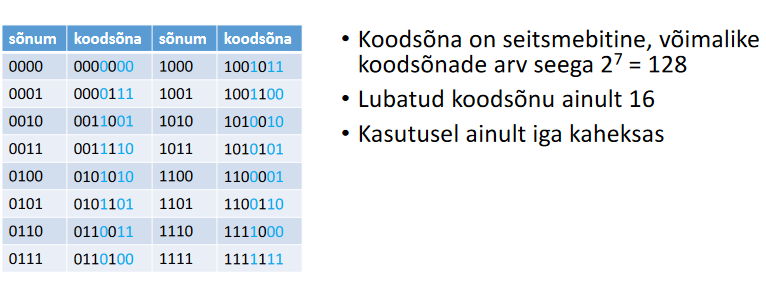 sõnum koodsõna sõnum koodsõna
0000 0000000 1000 1001011
0001 0000111 1001 1001100
0010 0011001 1010 1010010
0011 0011110 1011 1010101
0100 0101010 1100 1100001
0101 0101101 1101 1100110
0110 0110011 1110 1111000
0111 0110100 1111 1111111
• Koodsõna on seitsmebitine, võimalike
koodsõnade arv seega 2⁷ = 128
• Lubatud koodsõnu ainult 16
• Kasutusel ainult iga kaheksas